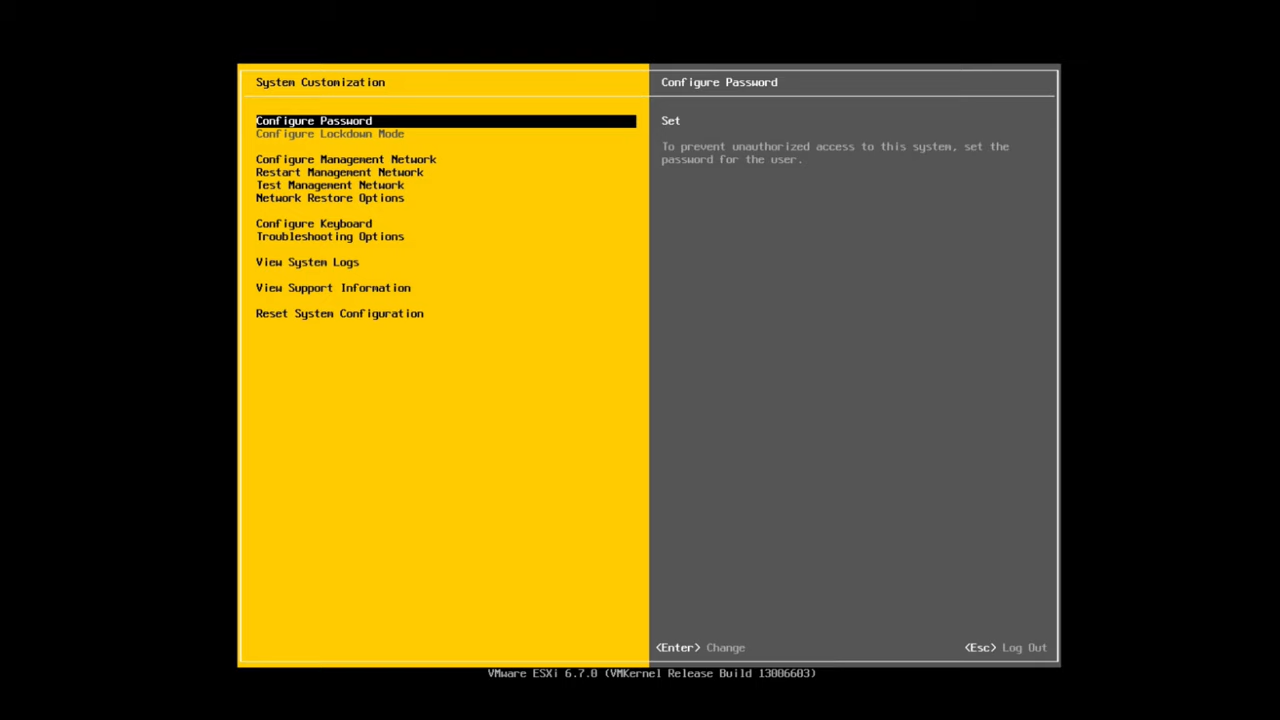 System Customization
Configure Password
Configure Lockdown Mode
Configure Management Network
Restart Management Network
Test Management Network
Network Restore Options
Configure Keyboard
Troubleshooting Options
View System Logs
View Support Information
Reset System Configuration
Configure Password
Set
To prevent unauthorized access to this system, set the
password for the user.
<Enter> Change
<Esc> Log Out
VMware ESXi 6.7.0 (VMKernel Release Build 13006603)